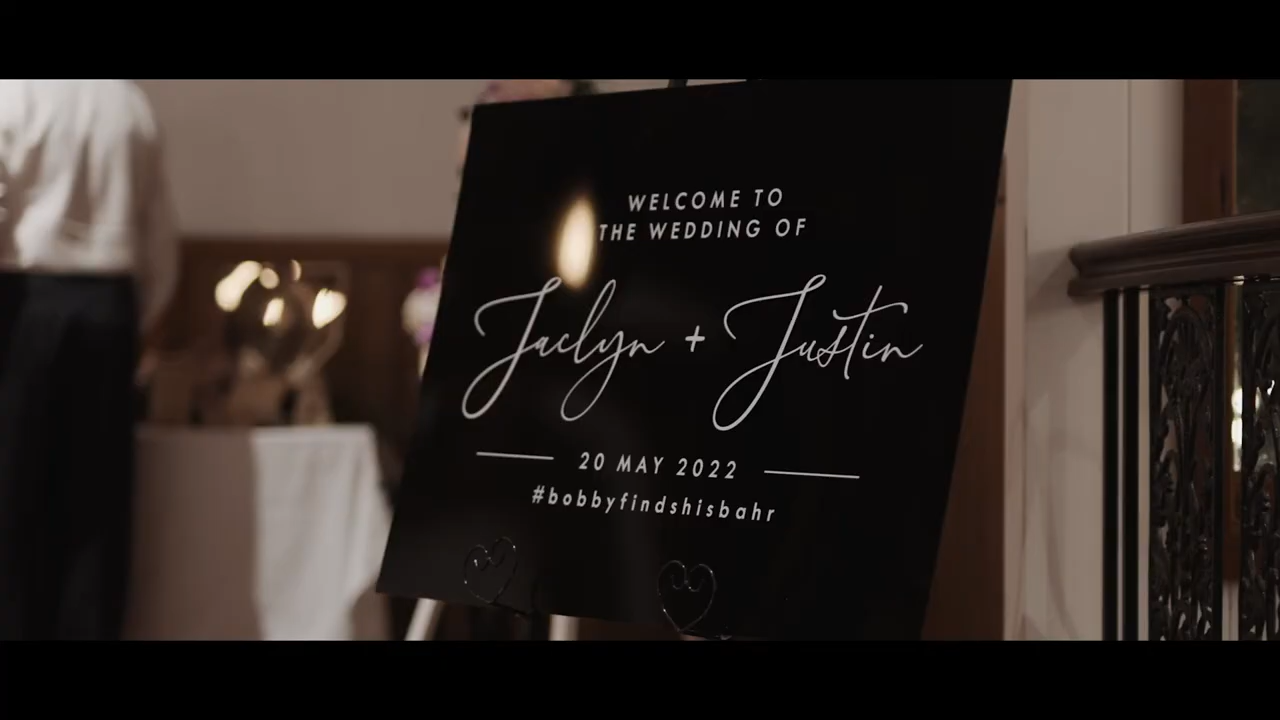 WELCOME TO
THE WEDDING OF
Jaclyn + Justin
20 MAY 2022
#bobbyfindshisbahr